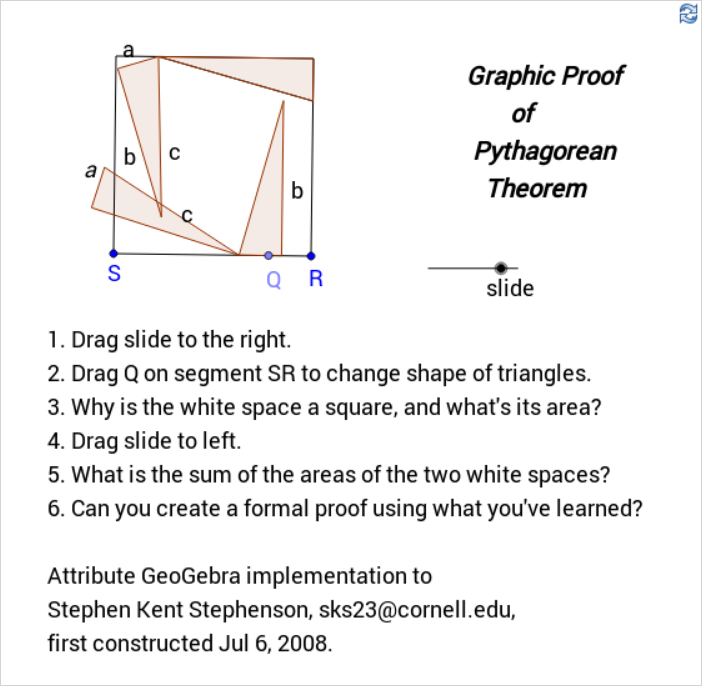 a
Graphic Proof
of
Pythagorean
Theorem
b
c
a
b
c
S
Q
R
slide
1. Drag slide to the right.
2. Drag Q on segment SR to change shape of triangles.
3. Why is the white space a square, and what's its area?
4. Drag slide to left.
5. What is the sum of the areas of the two white spaces?
6. Can you create a formal proof using what you've learned?
Attribute GeoGebra implementation to
Stephen Kent Stephenson, sks23@cornell.edu,
first constructed Jul 6, 2008.